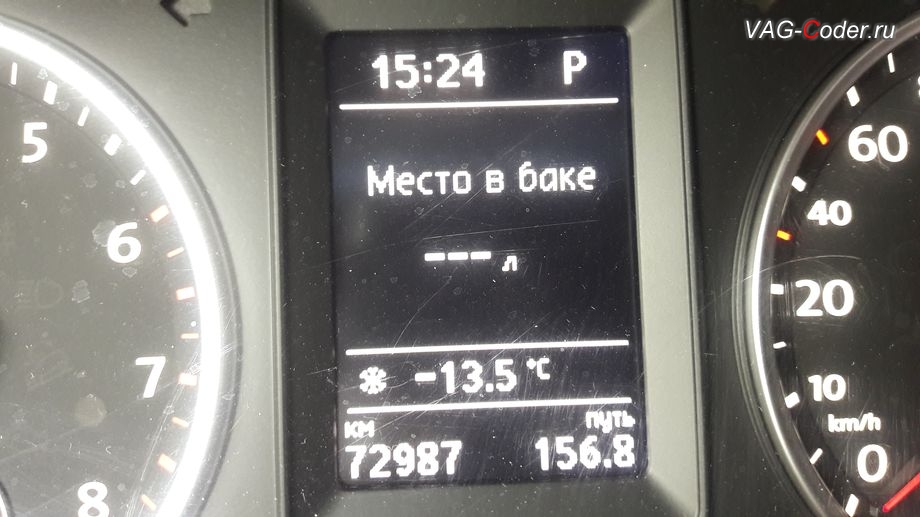 VAG-Coder.ru
15:24 P
Место в баке
--- л
-13.5 °C
км путь
72987 156.8
5
6
7
8
60
40
20
10
km/h
0